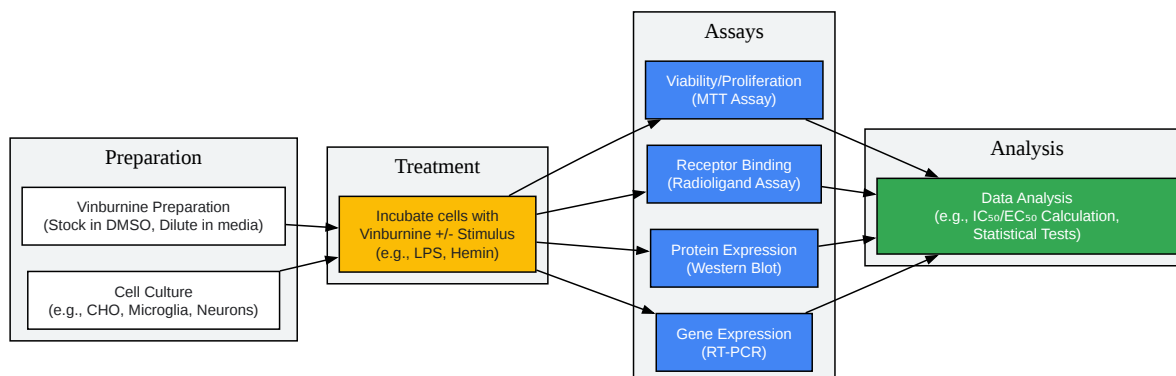 Preparation
Vinburnine Preparation
(Stock in DMSO, Dilute in media)
Cell Culture
(e.g., CHO, Microglia, Neurons)
Treatment
Incubate cells with
Vinburnine +/- Stimulus
(e.g., LPS, Hemin)
Assays
Viability/Proliferation
(MTT Assay)
Receptor Binding
(Radioligand Assay)
Protein Expression
(Western Blot)
Gene Expression
(RT-PCR)
Analysis
Data Analysis
(e.g., IC₅₀/EC₅₀ Calculation,
Statistical Tests)